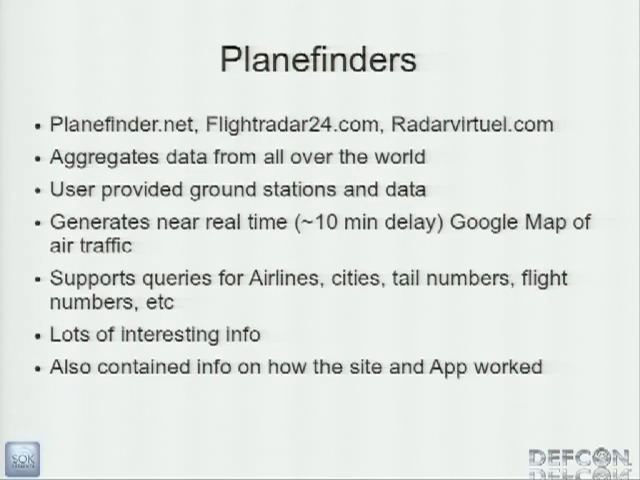 Planefinders
• Planefinder.net, Flightradar24.com, Radarvirtuel.com
• Aggregates data from all over the world
• User provided ground stations and data
• Generates near real time (~10 min delay) Google Map of
air traffic
• Supports queries for Airlines, cities, tail numbers, flight
numbers, etc
• Lots of interesting info
• Also contained info on how the site and App worked
SOK
DEFCON